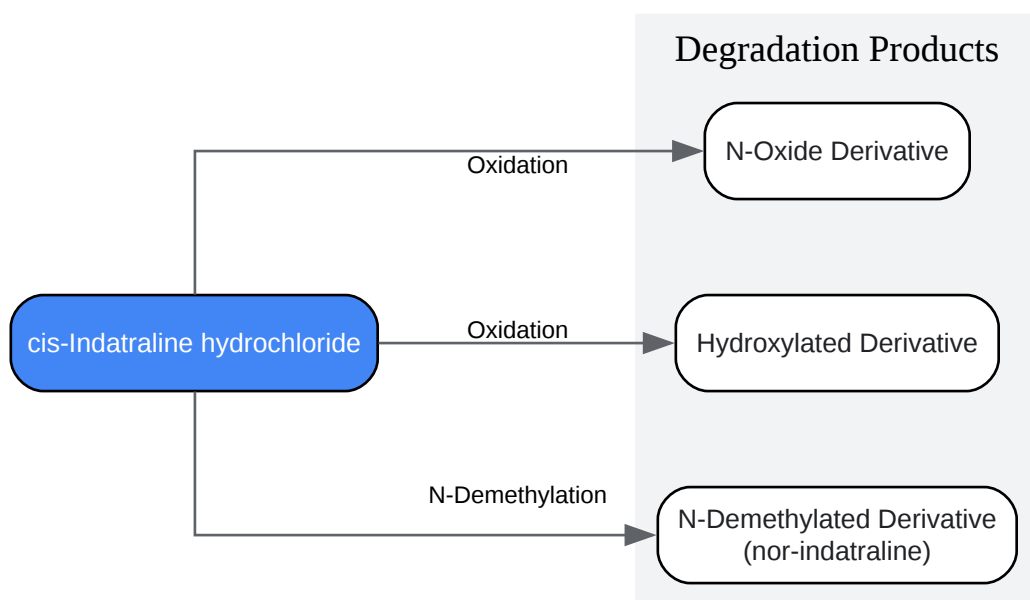 Degradation Products
Oxidation
N-Oxide Derivative
cis-Indatraline hydrochloride
Oxidation
Hydroxylated Derivative
N-Demethylation
N-Demethylated Derivative
(nor-indatraline)